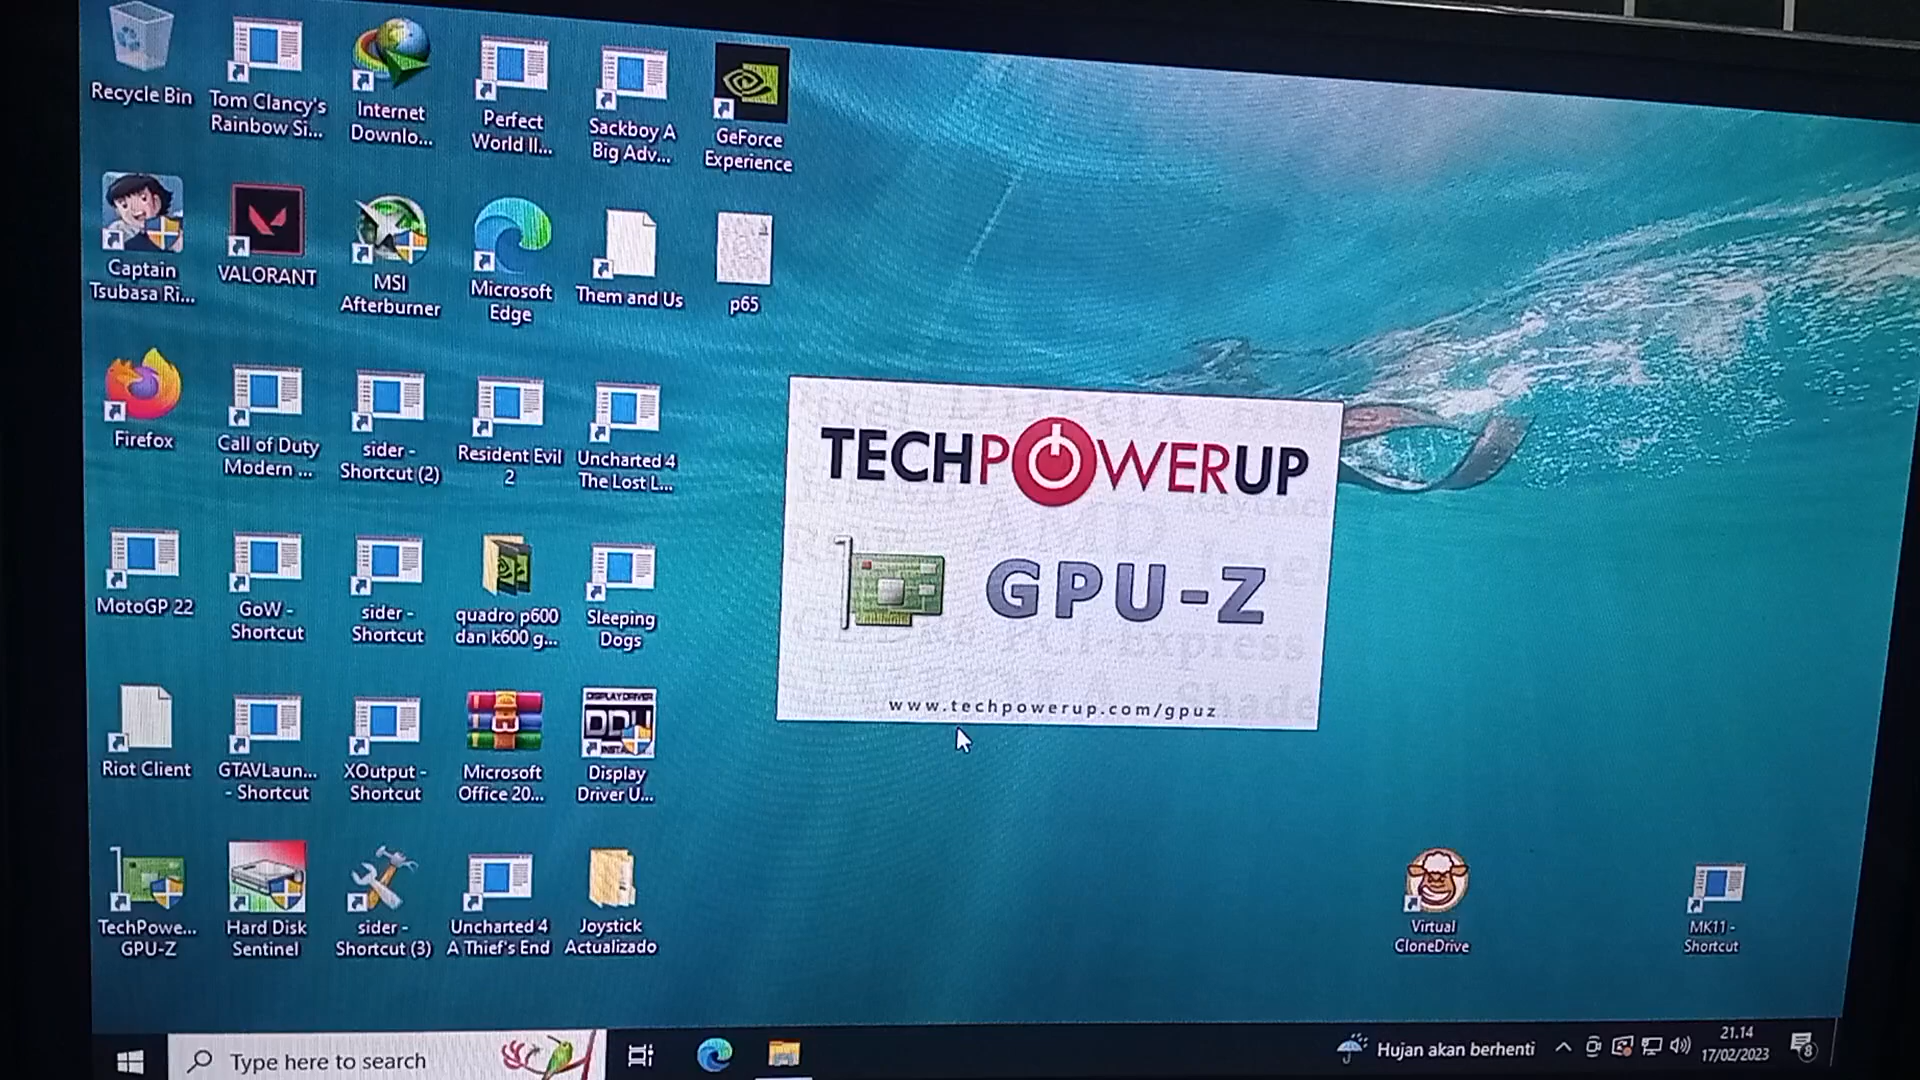 Recycle Bin
Tom Clancy's
Rainbow Si...
Internet
Downlo...
Perfect
World II...
Sackboy A
Big Adv...
GeForce
Experience
Captain
Tsubasa Ri...
VALORANT
MSI
Afterburner
Microsoft
Edge
Them and Us
p65
Firefox
Call of Duty
Modern ...
sider -
Shortcut (2)
Resident Evil
2
Uncharted 4
The Lost L...
MotoGP 22
GoW -
Shortcut
sider -
Shortcut
quadro p600
dan k600 g...
Sleeping
Dogs
Riot Client
GTAVLaun...
- Shortcut
XOutput -
Shortcut
Microsoft
Office 20...
DISPLAY DRIVER
DDU
Display
Driver U...
TechPowe...
GPU-Z
Hard Disk
Sentinel
sider -
Shortcut (3)
Uncharted 4
A Thief's End
Joystick
Actualizado
TECHPOWERUP
GPU-Z
www.techpowerup.com/gpuz
Virtual
CloneDrive
MK11 -
Shortcut
Type here to search
Hujan akan berhenti
21.14
17/02/2023
8